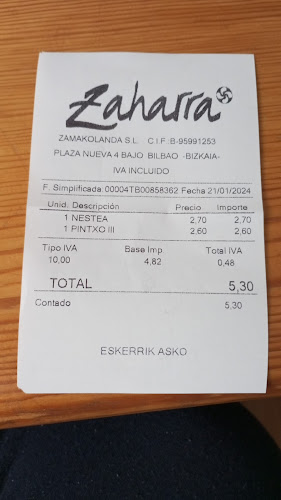 Zaharra
ZAMAKOLANDA S.L. C I F :B-95991253
PLAZA NUEVA 4 BAJO BILBAO -BIZKAIA-
IVA INCLUIDO
F. Simplificada: 00004TB00858362 Fecha 21/01/2024
Unid. Descripción Precio Importe
1 NESTEA 2,70 2,70
1 PINTXO III 2,60 2,60
Tipo IVA Base Imp. Total IVA
10,00 4,82 0,48
TOTAL 5,30
Contado 5,30
ESKERRIK ASKO